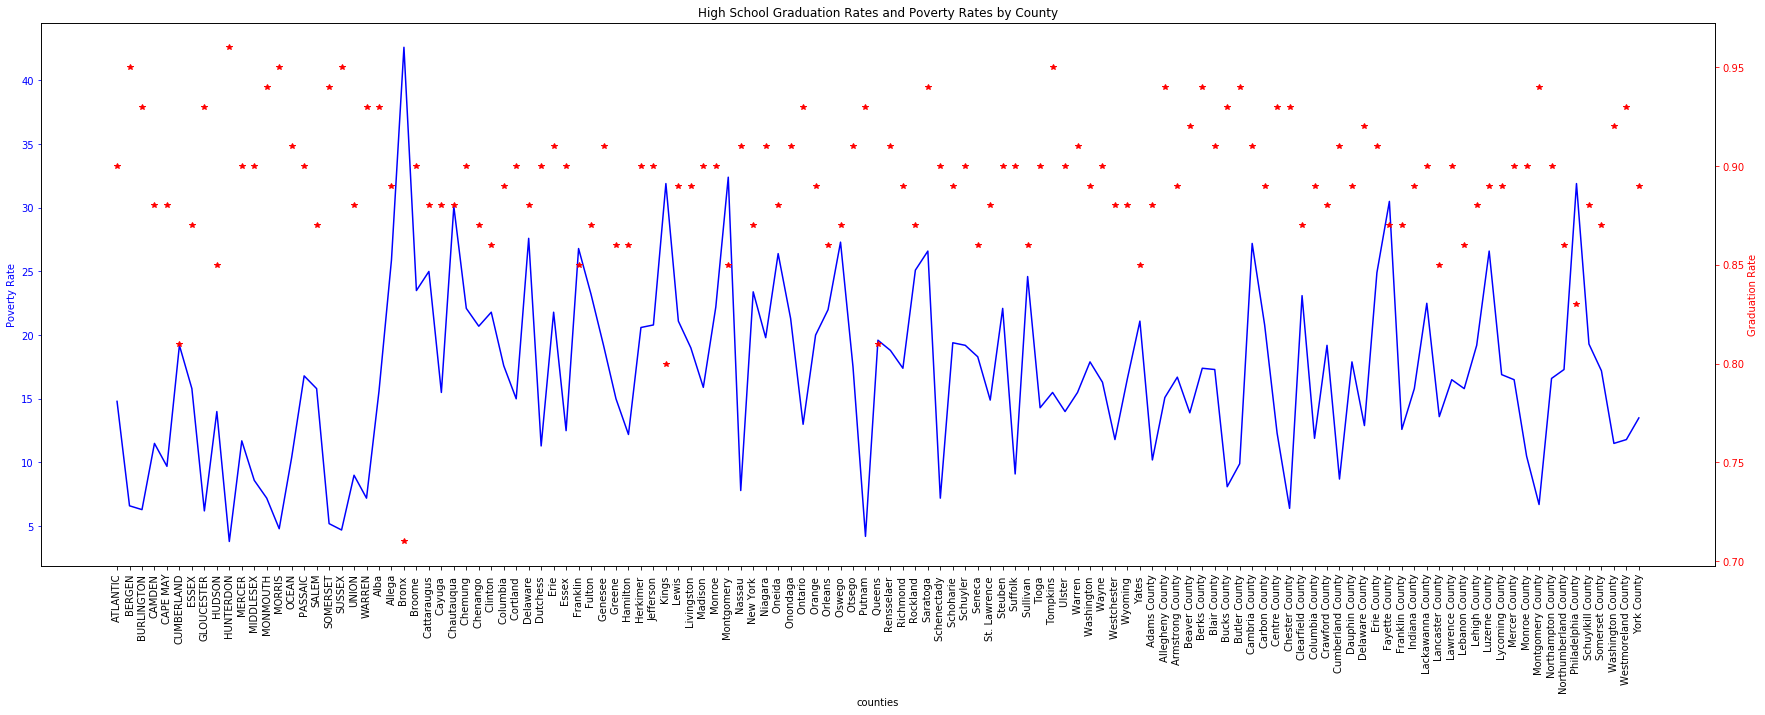 High School Graduation Rates and Poverty Rates by County
40
35
30
25
20
15
10
5
Poverty Rate
0.95
0.90
0.85
0.80
0.75
0.70
Graduation Rate
ATLANTIC
BERGEN
BURLINGTON
CAMDEN
CAPE MAY
CUMBERLAND
ESSEX
GLOUCESTER
HUDSON
HUNTERDON
MERCER
MIDDLESEX
MONMOUTH
MORRIS
OCEAN
PASSAIC
SALEM
SOMERSET
SUSSEX
UNION
WARREN
Alba
Allega
Bronx
Broome
Cattaraugus
Cayuga
Chautauqua
Chemung
Chenango
Clinton
Columbia
Cortland
Delaware
Dutchess
Erie
Essex
Franklin
Fulton
Genesee
Greene
Hamilton
Herkimer
Jefferson
Kings
Lewis
Livingston
Madison
Monroe
Montgomery
Nassau
New York
Niagara
Oneida
Onondaga
Ontario
Orange
Orleans
Oswego
Otsego
Putnam
Queens
Rensselaer
Richmond
Rockland
Saratoga
Schenectady
Schoharie
Schuyler
Seneca
St. Lawrence
Steuben
Suffolk
Sullivan
Tioga
Tompkins
Ulster
Warren
Washington
Wayne
Westchester
Wyoming
Yates
Adams County
Allegheny County
Armstrong County
Beaver County
Berks County
Blair County
Bucks County
Butler County
Cambria County
Carbon County
Centre County
Chester County
Clearfield County
Columbia County
Crawford County
Cumberland County
Dauphin County
Delaware County
Erie County
Fayette County
Franklin County
Indiana County
Lackawanna County
Lancaster County
Lawrence County
Lebanon County
Lehigh County
Luzerne County
Lycoming County
Mercer County
Monroe County
Montgomery County
Northampton County
Northumberland County
Philadelphia County
Schuylkill County
Somerset County
Washington County
Westmoreland County
York County
counties